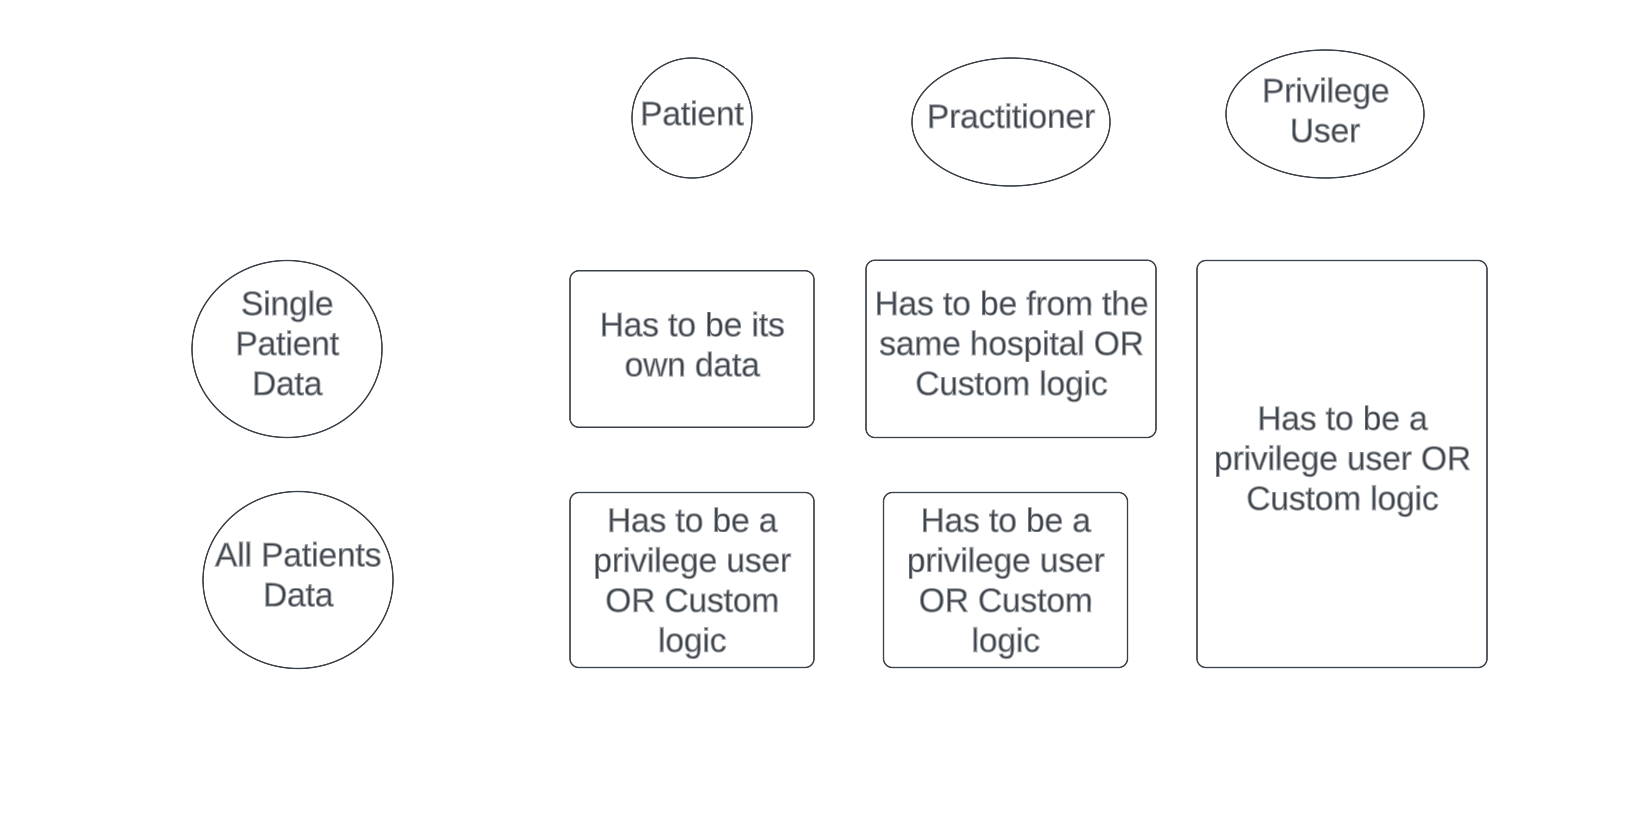 Patient
Practitioner
Privilege
User
Single
Patient
Data
Has to be its
own data
Has to be from the
same hospital OR
Custom logic
Has to be a
privilege user OR
Custom logic
All Patients
Data
Has to be a
privilege user
OR Custom
logic
Has to be a
privilege user
OR Custom
logic